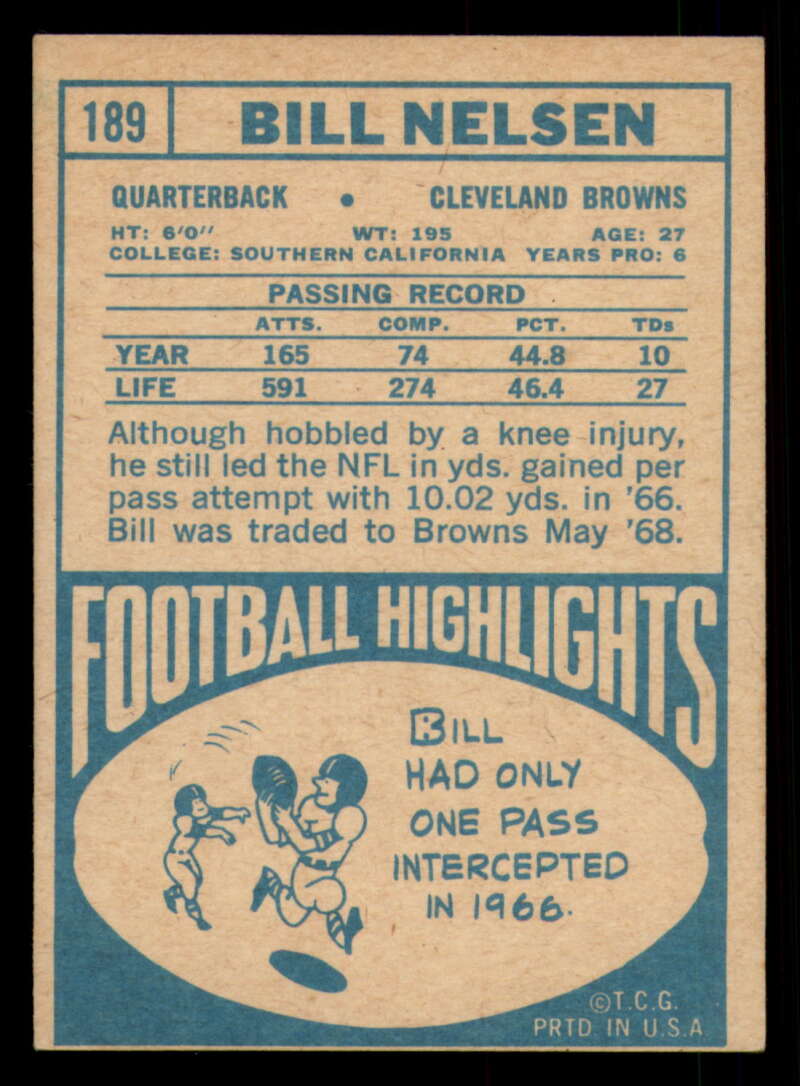 189 BILL NELSEN
QUARTERBACK • CLEVELAND BROWNS
HT: 6'0" WT: 195 AGE: 27
COLLEGE: SOUTHERN CALIFORNIA YEARS PRO: 6
PASSING RECORD
ATTS. COMP. PCT. TDs
YEAR 165 74 44.8 10
LIFE 591 274 46.4 27
Although hobbled by a knee injury,
he still led the NFL in yds. gained per
pass attempt with 10.02 yds. in '66.
Bill was traded to Browns May '68.
FOOTBALL HIGHLIGHTS
BILL
HAD ONLY
ONE PASS
INTERCEPTED
IN 1966.
©T.C.G.
PRTD. IN U.S.A